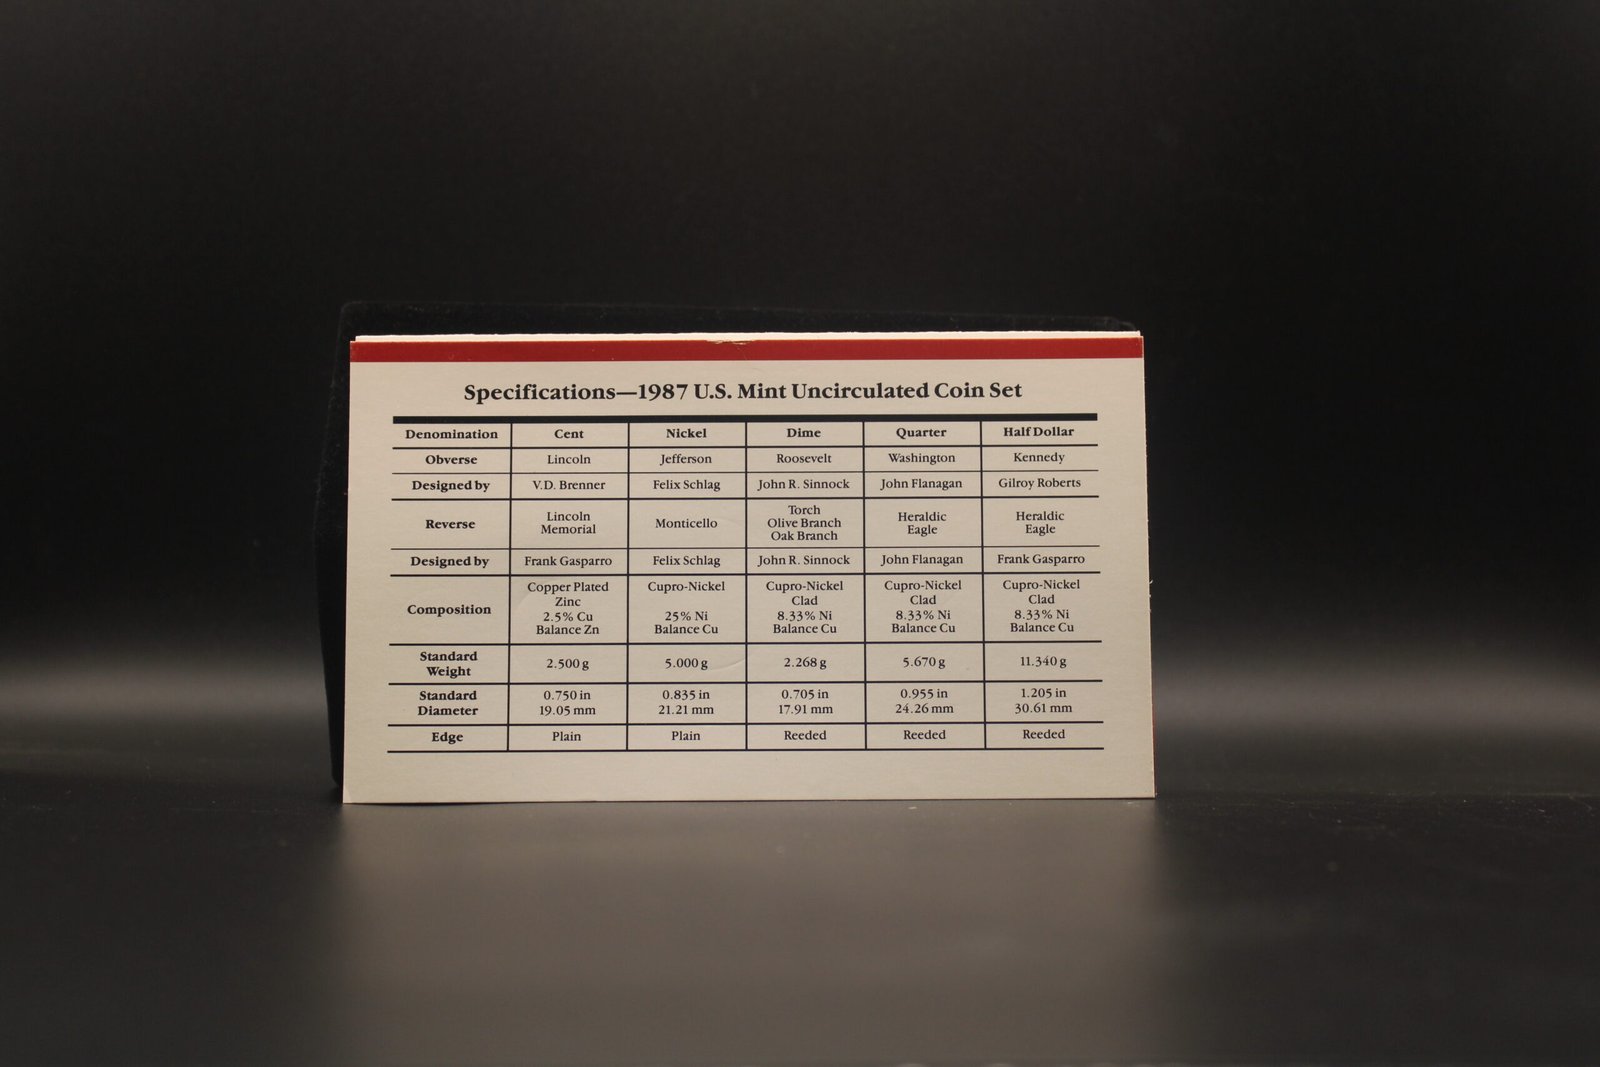 Specifications—1987 U.S. Mint Uncirculated Coin Set
Denomination Cent Nickel Dime Quarter Half Dollar
Obverse Lincoln Jefferson Roosevelt Washington Kennedy
Designed by V.D. Brenner Felix Schlag John R. Sinnock John Flanagan Gilroy Roberts
Reverse Lincoln Memorial Monticello Torch Olive Branch Oak Branch Heraldic Eagle Heraldic Eagle
Designed by Frank Gasparro Felix Schlag John R. Sinnock John Flanagan Frank Gasparro
Composition Copper Plated Zinc 2.5% Cu Balance Zn Cupro-Nickel 25% Ni Balance Cu Cupro-Nickel Clad 8.33% Ni Balance Cu Cupro-Nickel Clad 8.33% Ni Balance Cu Cupro-Nickel Clad 8.33% Ni Balance Cu
Standard Weight 2.500 g 5.000 g 2.268 g 5.670 g 11.340 g
Standard Diameter 0.750 in 19.05 mm 0.835 in 21.21 mm 0.705 in 17.91 mm 0.955 in 24.26 mm 1.205 in 30.61 mm
Edge Plain Plain Reeded Reeded Reeded